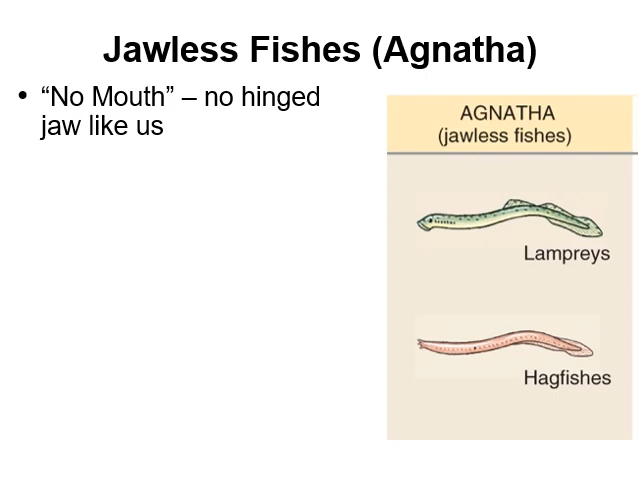 Jawless Fishes (Agnatha)
• “No Mouth” – no hinged
jaw like us
AGNATHA
(jawless fishes)
Lampreys
Hagfishes